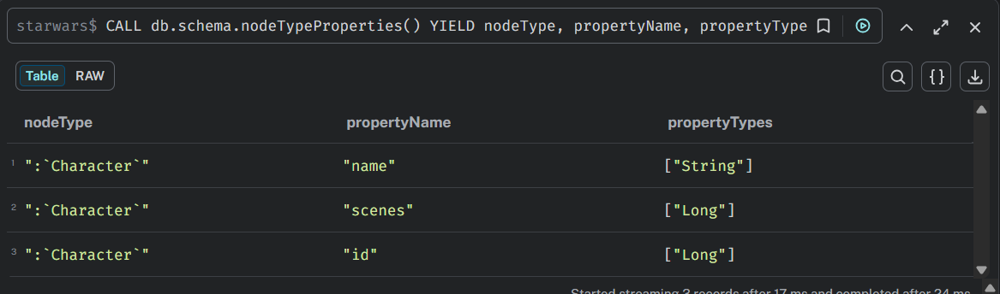 starwars$ CALL db.schema.nodeTypeProperties() YIELD nodeType, propertyName, propertyType
Table RAW
nodeType propertyName propertyTypes
1 ":`Character`" "name" ["String"]
2 ":`Character`" "scenes" ["Long"]
3 ":`Character`" "id" ["Long"]
Started streaming 3 records after 17 ms and completed after 24 ms